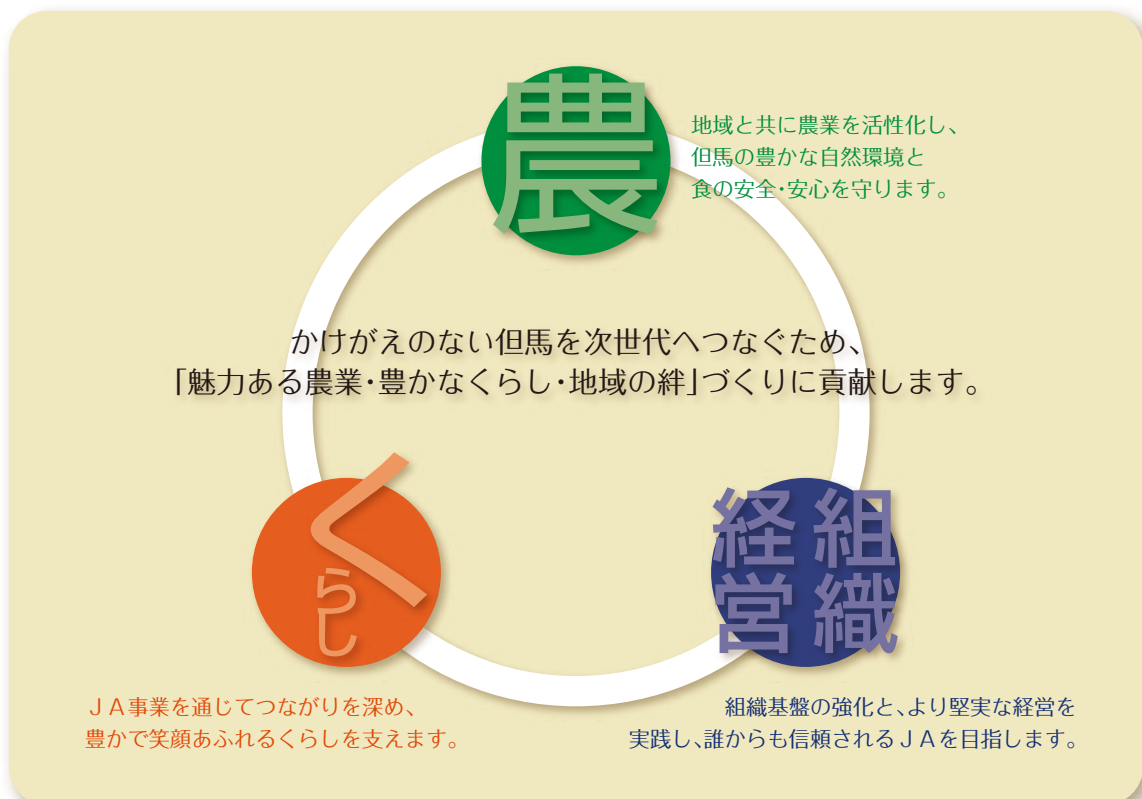 農
地域と共に農業を活性化し、
但馬の豊かな自然環境と
食の安全・安心を守ります。
かけがえのない但馬を次世代へつなぐため、
「魅力ある農業・豊かなくらし・地域の絆」づくりに貢献します。
くらし
JA事業を通じてつながりを深め、
豊かで笑顔あふれるくらしを支えます。
組織
経営
組織基盤の強化と、より堅実な経営を
実践し、誰からも信頼されるJAを目指します。